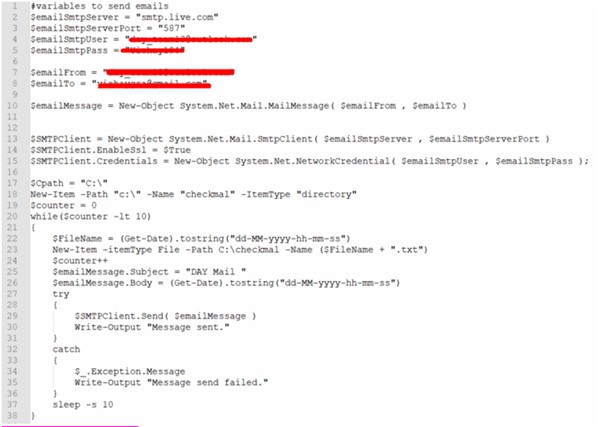 1 #variables to send emails
2 $emailSmtpServer = "smtp.live.com"
3 $emailSmtpServerPort = "587"
4 $emailSmtpUser = "
5 $emailSmtpPass = "
6
7 $emailFrom = "
8 $emailTo = "
9
10 $emailMessage = New-Object System.Net.Mail.MailMessage( $emailFrom , $emailTo )
11
12
13 $SMTPClient = New-Object System.Net.Mail.SmtpClient( $emailSmtpServer , $emailSmtpServerPort )
14 $SMTPClient.EnableSsl = $True
15 $SMTPClient.Credentials = New-Object System.Net.NetworkCredential( $emailSmtpUser , $emailSmtpPass );
16
17 $Cpath = "C:\"
18 New-Item -Path "c:\" -Name "checkmal" -ItemType "directory"
19 $counter = 0
20 while($counter -lt 10)
21 {
22 $FileName = (Get-Date).tostring("dd-MM-yyyy-hh-mm-ss")
23 New-Item -itemType File -Path C:\checkmal -Name ($FileName + ".txt")
24 $counter++
25 $emailMessage.Subject = "DAY Mail "
26 $emailMessage.Body = (Get-Date).tostring("dd-MM-yyyy-hh-mm-ss")
27 try
28 {
29 $SMTPClient.Send( $emailMessage )
30 Write-Output "Message sent."
31 }
32 catch
33 {
34 $_.Exception.Message
35 Write-Output "Message send failed."
36 }
37 sleep -s 10
38 }